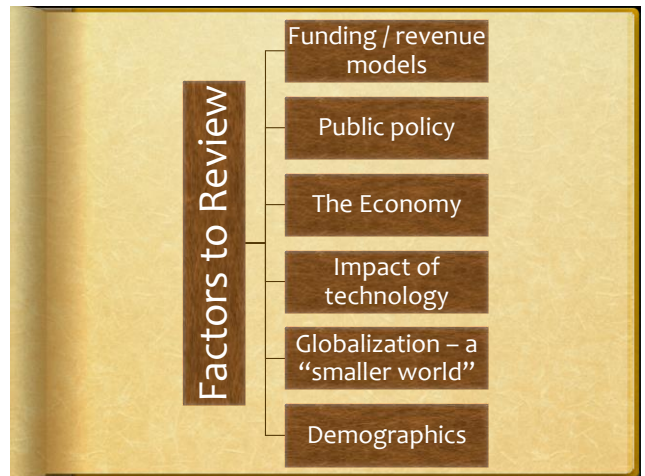 Factors to Review
Funding / revenue
models
Public policy
The Economy
Impact of
technology
Globalization – a
“smaller world”
Demographics